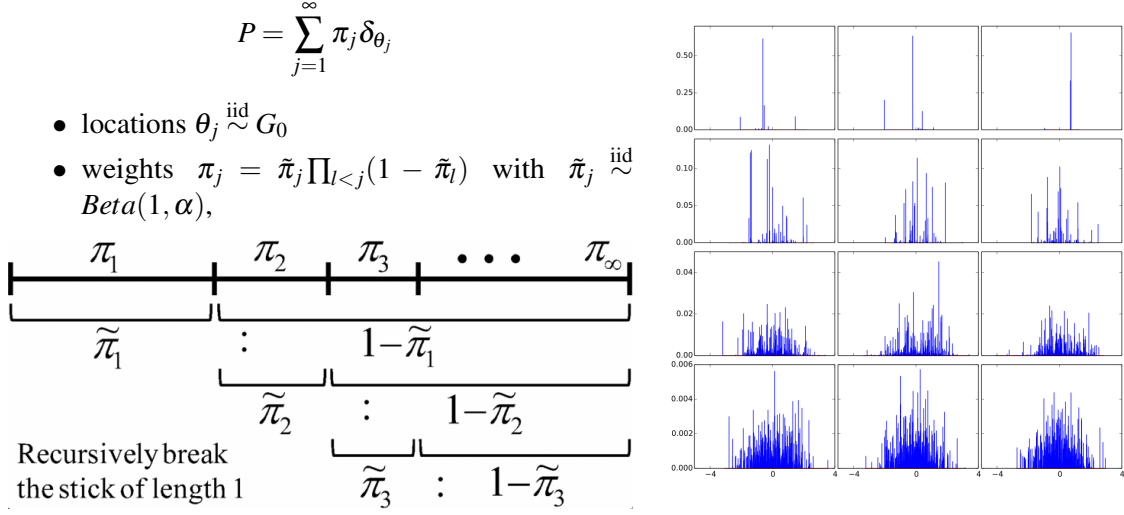 P = ∑_{j=1}^{∞} π_j δ_{θ_j}
• locations θ_j iid∼ G_0
• weights π_j = π̃_j ∏_{l<j}(1 − π̃_l) with π̃_j iid∼
Beta(1, α),
π_1 π_2 π_3 • • • π_∞
π̃_1 : 1−π̃_1
π̃_2 : 1−π̃_2
Recursively break
the stick of length 1
π̃_3 : 1−π̃_3
0.50
0.25
0.00
0.10
0.05
0.00
0.04
0.02
0.00
0.006
0.004
0.002
0.000
−4 0 4 −4 0 4 −4 0 4